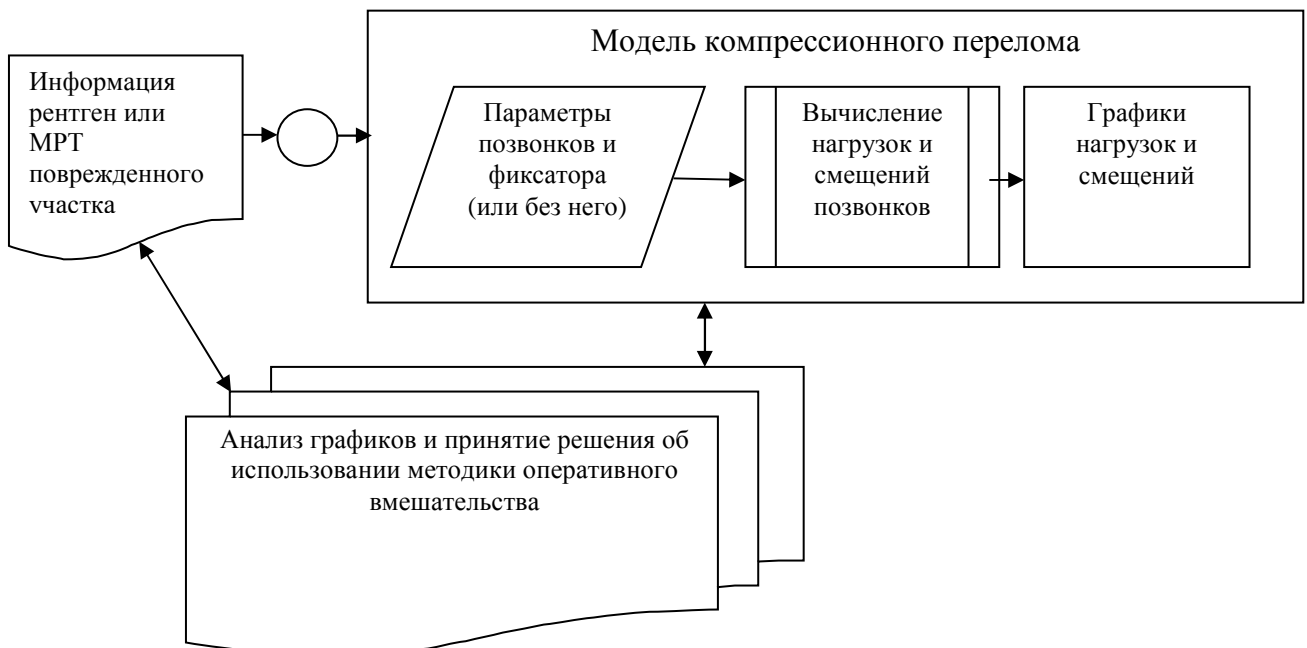 Модель компрессионного перелома
Информация
рентген или
МРТ
поврежденного
участка
Параметры
позвонков и
фиксатора
(или без него)
Вычисление
нагрузок и
смещений
позвонков
Графики
нагрузок и
смещений
Анализ графиков и принятие решения об
использовании методики оперативного
вмешательства